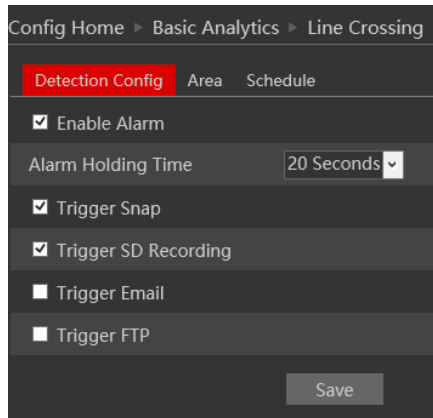 Config Home ▶ Basic Analytics ▶ Line Crossing
Detection Config Area Schedule
Enable Alarm
Alarm Holding Time 20 Seconds
Trigger Snap
Trigger SD Recording
Trigger Email
Trigger FTP
Save